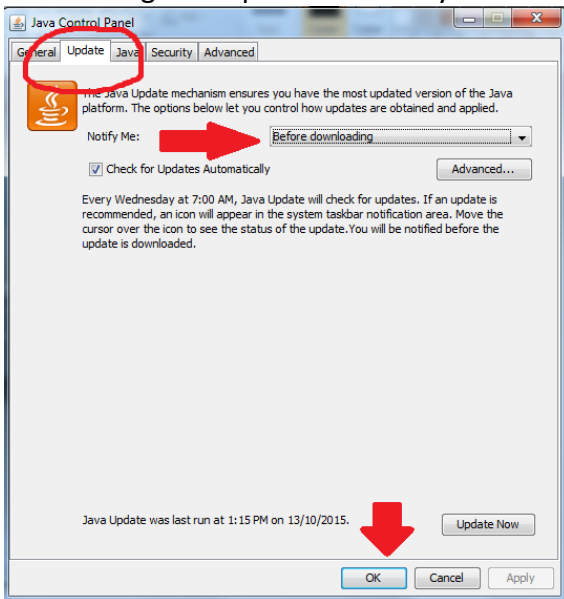 Java Control Panel
General Update Java Security Advanced
The Java Update mechanism ensures you have the most updated version of the Java
platform. The options below let you control how updates are obtained and applied.
Notify Me: Before downloading
Check for Updates Automatically Advanced...
Every Wednesday at 7:00 AM, Java Update will check for updates. If an update is
recommended, an icon will appear in the system taskbar notification area. Move the
cursor over the icon to see the status of the update.You will be notified before the
update is downloaded.
Java Update was last run at 1:15 PM on 13/10/2015. Update Now
OK Cancel Apply